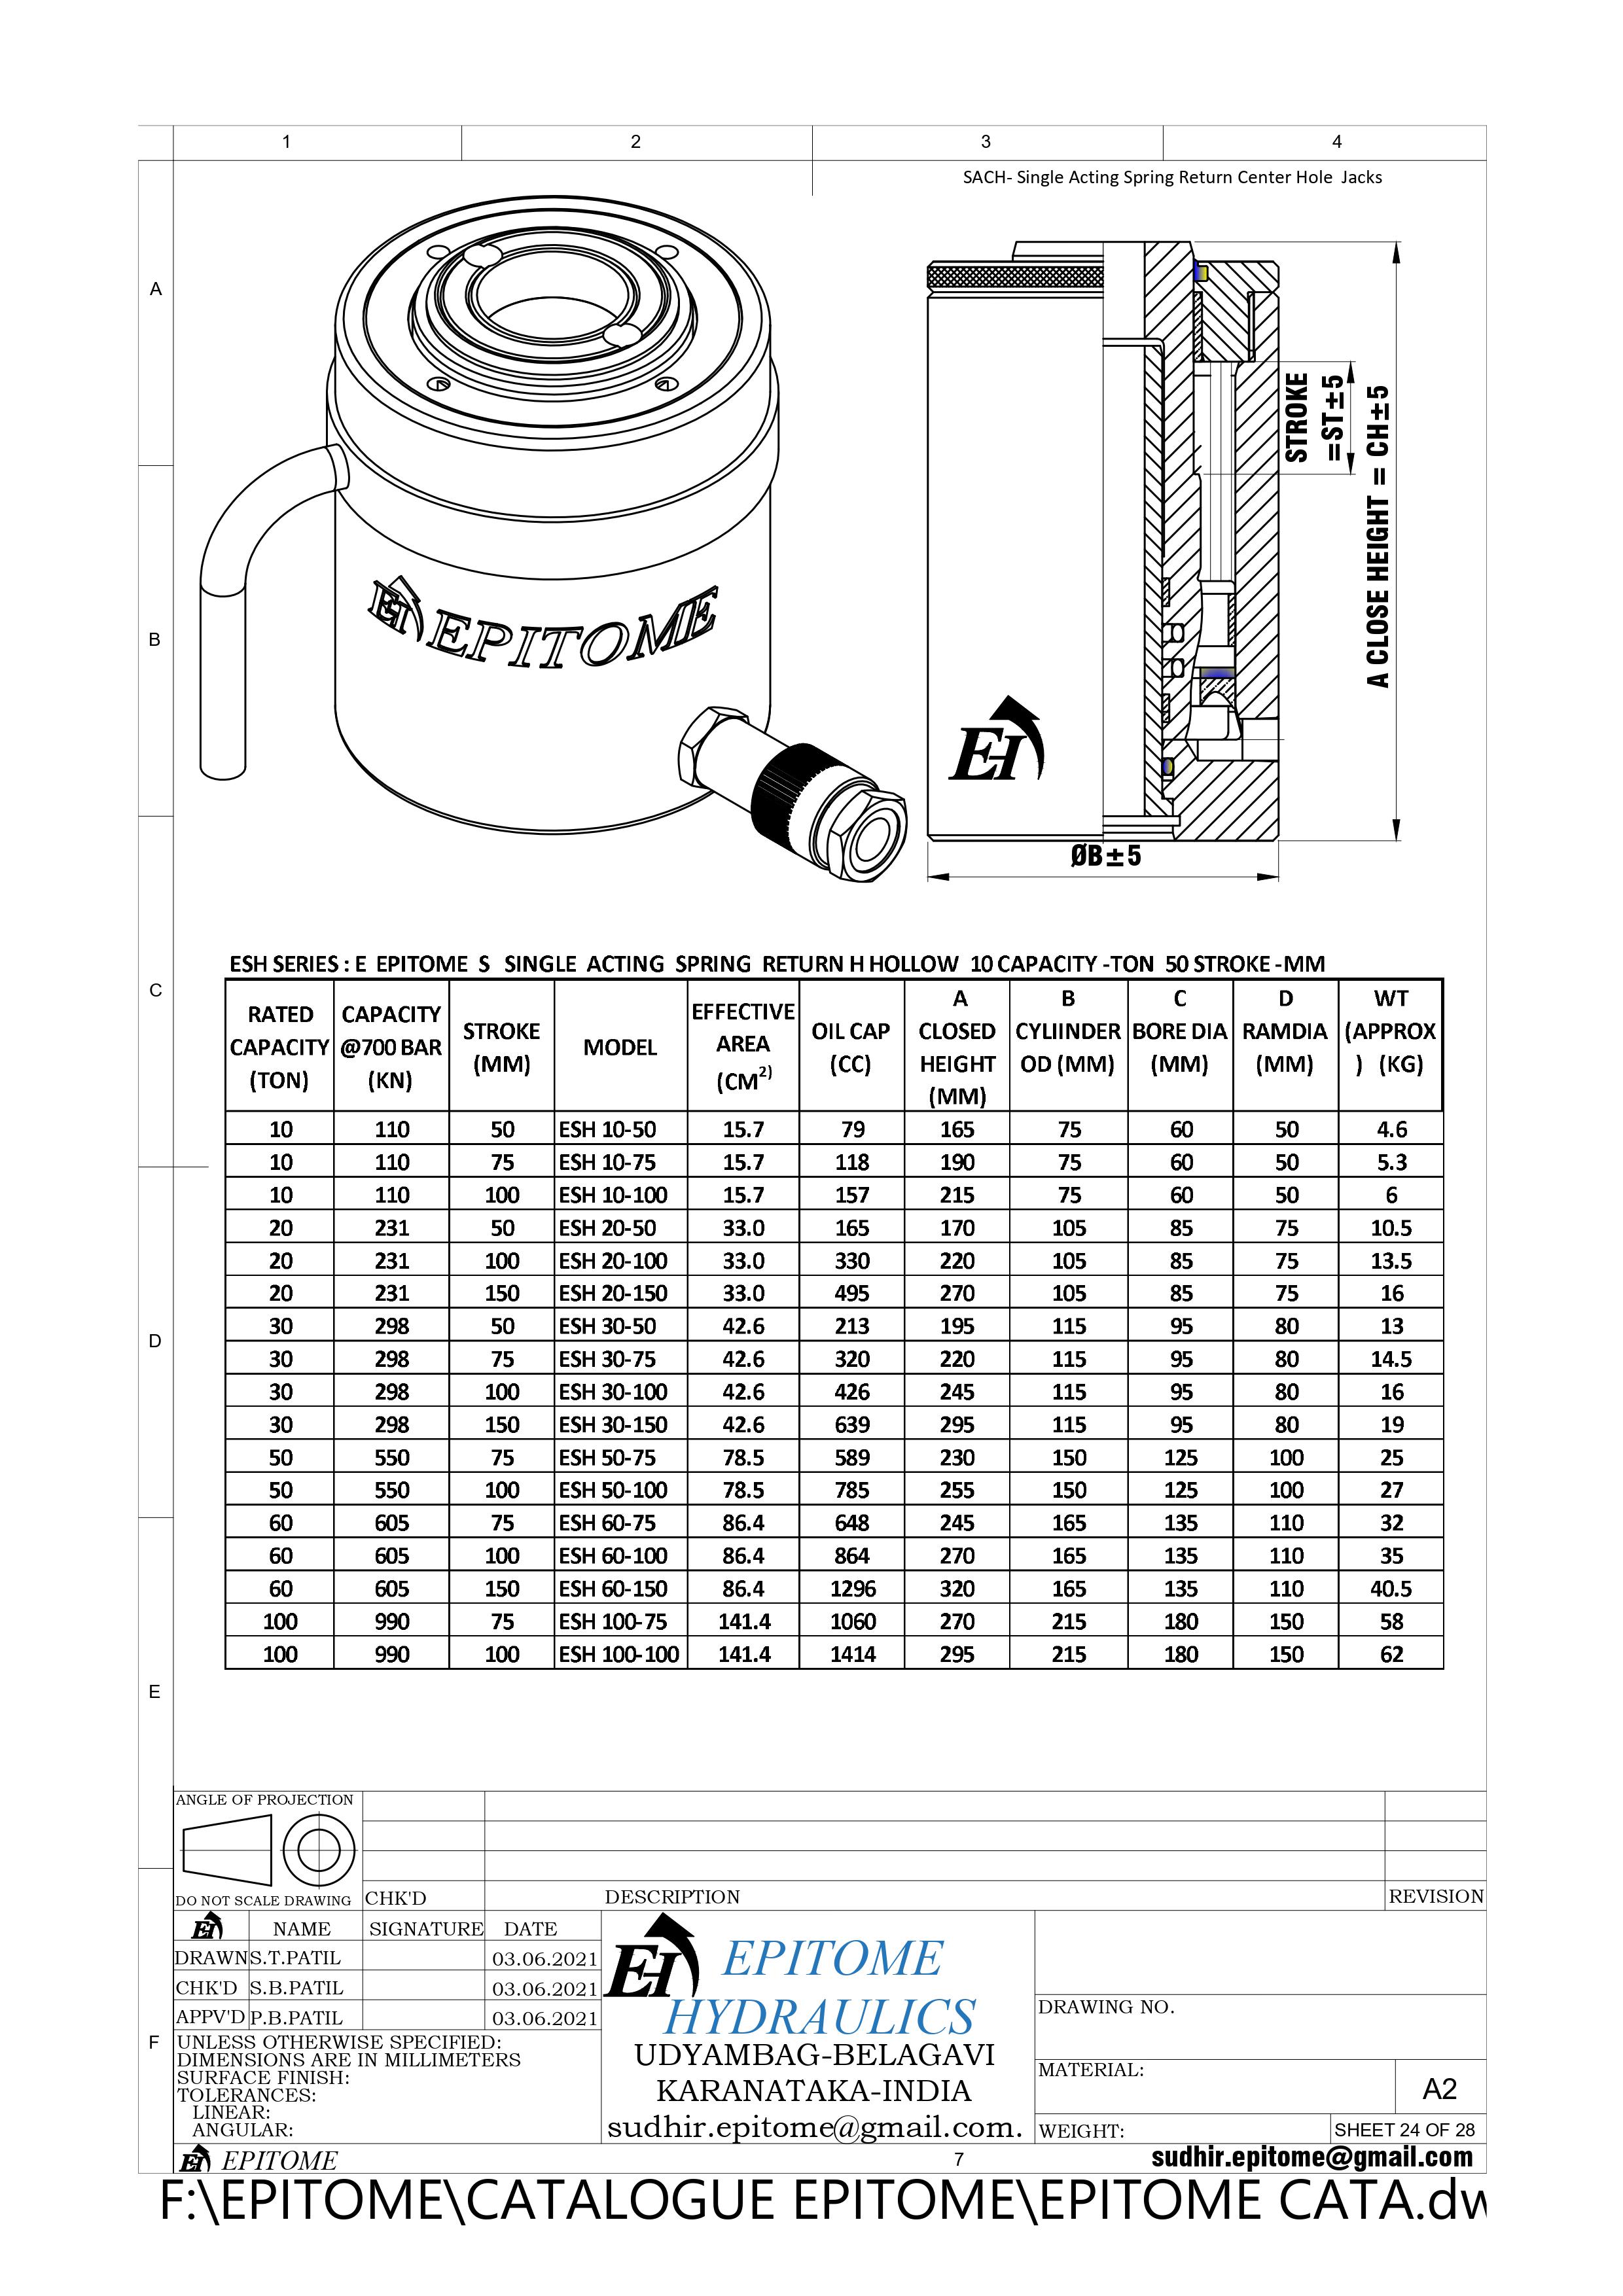 1 2 3 4
SACH- Single Acting Spring Return Center Hole Jacks
A
STROKE
=ST±5
A CLOSE HEIGHT = CH±5
B
EI EPITOME
EI
ØB±5
C
ESH SERIES : E EPITOME S SINGLE ACTING SPRING RETURN H HOLLOW 10 CAPACITY -TON 50 STROKE -MM
RATED CAPACITY (TON) CAPACITY @700 BAR (KN) STROKE (MM) MODEL EFFECTIVE AREA (CM2) OIL CAP (CC) A CLOSED HEIGHT (MM) B CYLIINDER OD (MM) C BORE DIA (MM) D RAMDIA (MM) WT (APPROX ) (KG)
10 110 50 ESH 10-50 15.7 79 165 75 60 50 4.6
10 110 75 ESH 10-75 15.7 118 190 75 60 50 5.3
10 110 100 ESH 10-100 15.7 157 215 75 60 50 6
20 231 50 ESH 20-50 33.0 165 170 105 85 75 10.5
20 231 100 ESH 20-100 33.0 330 220 105 85 75 13.5
20 231 150 ESH 20-150 33.0 495 270 105 85 75 16
30 298 50 ESH 30-50 42.6 213 195 115 95 80 13
30 298 75 ESH 30-75 42.6 320 220 115 95 80 14.5
30 298 100 ESH 30-100 42.6 426 245 115 95 80 16
30 298 150 ESH 30-150 42.6 639 295 115 95 80 19
50 550 75 ESH 50-75 78.5 589 230 150 125 100 25
50 550 100 ESH 50-100 78.5 785 255 150 125 100 27
60 605 75 ESH 60-75 86.4 648 245 165 135 110 32
60 605 100 ESH 60-100 86.4 864 270 165 135 110 35
60 605 150 ESH 60-150 86.4 1296 320 165 135 110 40.5
100 990 75 ESH 100-75 141.4 1060 270 215 180 150 58
100 990 100 ESH 100-100 141.4 1414 295 215 180 150 62
D
E
ANGLE OF PROJECTION
DO NOT SCALE DRAWING CHK'D DESCRIPTION REVISION
EI NAME SIGNATURE DATE
DRAWN S.T.PATIL 03.06.2021
CHK'D S.B.PATIL 03.06.2021
APPV'D P.B.PATIL 03.06.2021
F
UNLESS OTHERWISE SPECIFIED:
DIMENSIONS ARE IN MILLIMETERS
SURFACE FINISH:
TOLERANCES:
LINEAR:
ANGULAR:
EI EPITOME
HYDRAULICS
UDYAMBAG-BELAGAVI
KARANATAKA-INDIA
sudhir.epitome@gmail.com.
DRAWING NO.
MATERIAL:
A2
WEIGHT:
SHEET 24 OF 28
EI EPITOME 7 sudhir.epitome@gmail.com
F:\EPITOME\CATALOGUE EPITOME\EPITOME CATA.dw